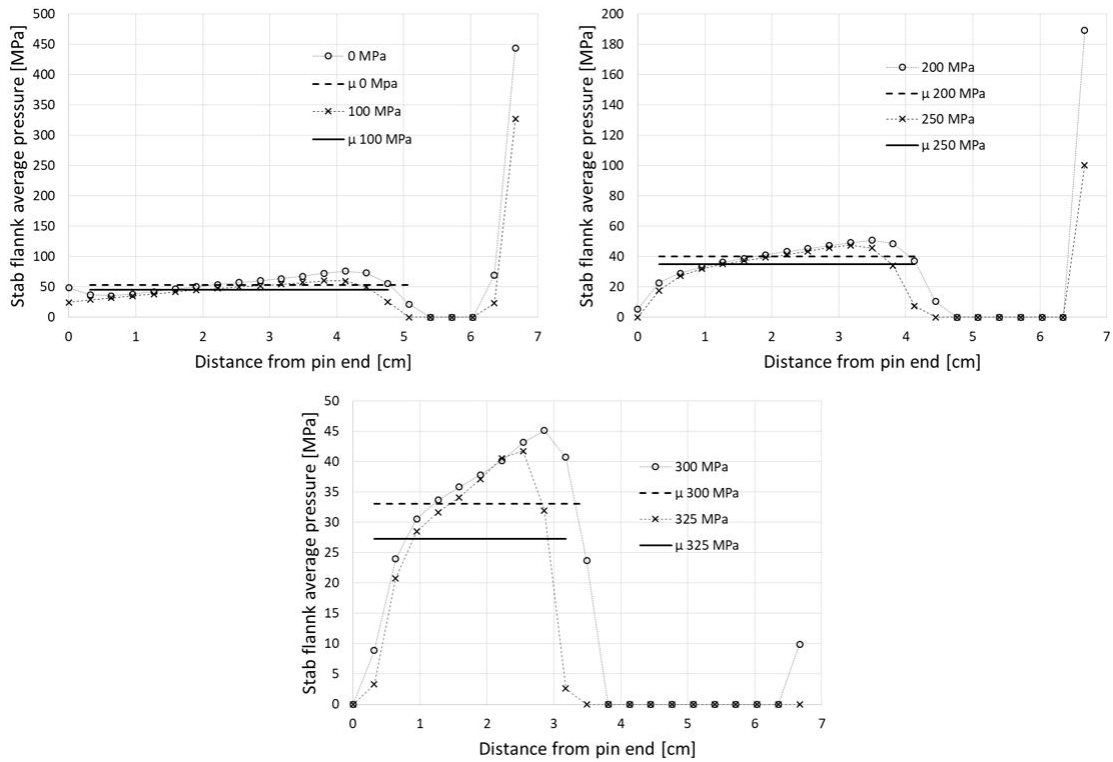 Stab flannk average pressure [MPa]
500
450
400
350
300
250
200
150
100
50
0
0 MPa
μ 0 Mpa
100 MPa
μ 100 MPa
0 1 2 3 4 5 6 7
Distance from pin end [cm]
Stab flannk average pressure [MPa]
200
180
160
140
120
100
80
60
40
20
0
200 MPa
μ 200 MPa
250 MPa
μ 250 MPa
0 1 2 3 4 5 6 7
Distance from pin end [cm]
Stab flannk average pressure [MPa]
50
45
40
35
30
25
20
15
10
5
0
300 MPa
μ 300 MPa
325 MPa
μ 325 MPa
0 1 2 3 4 5 6 7
Distance from pin end [cm]